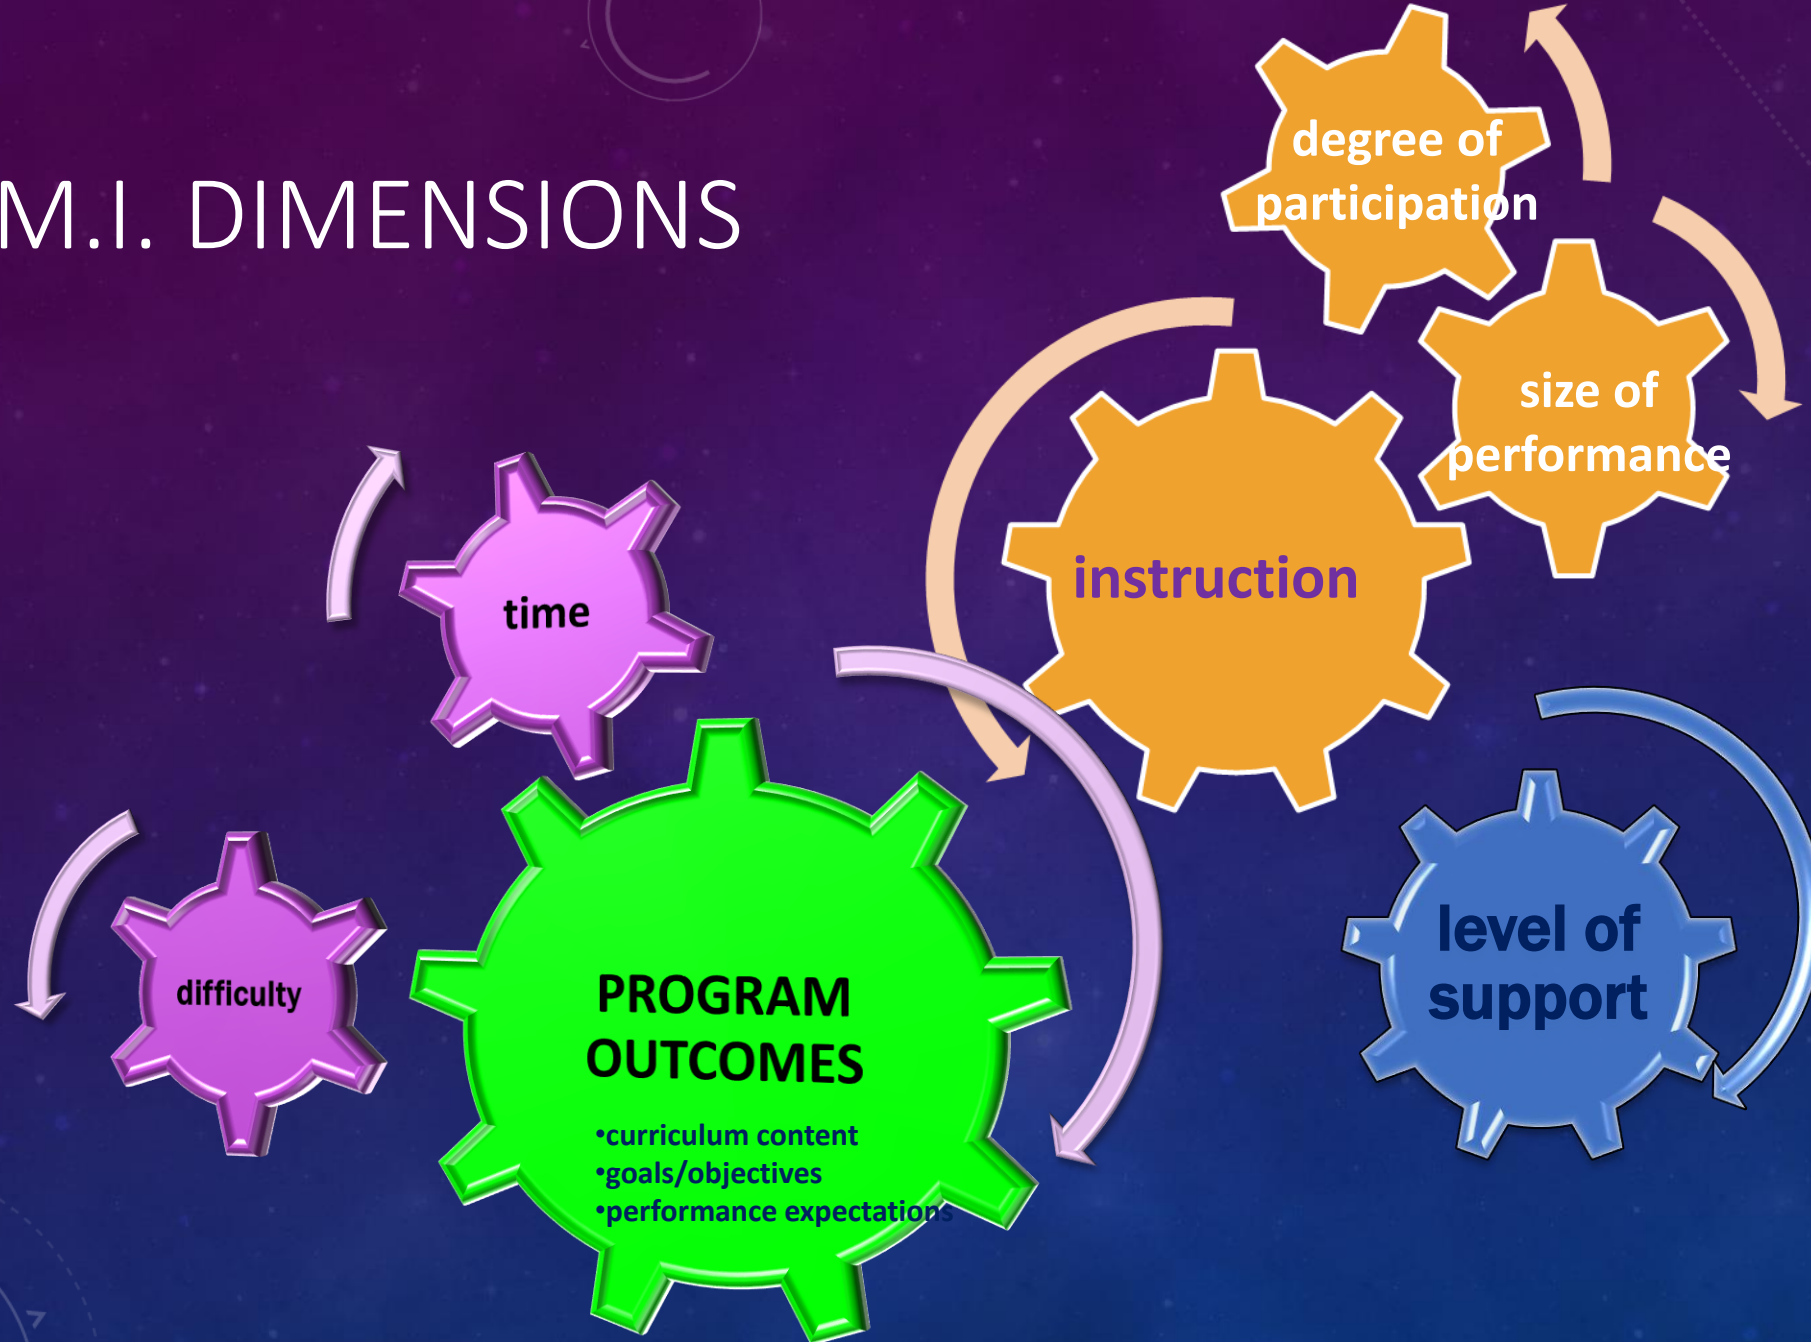 M.I. DIMENSIONS
degree of
participation
size of
performance
instruction
time
difficulty
level of
support
PROGRAM
OUTCOMES
•curriculum content
•goals/objectives
•performance expectations